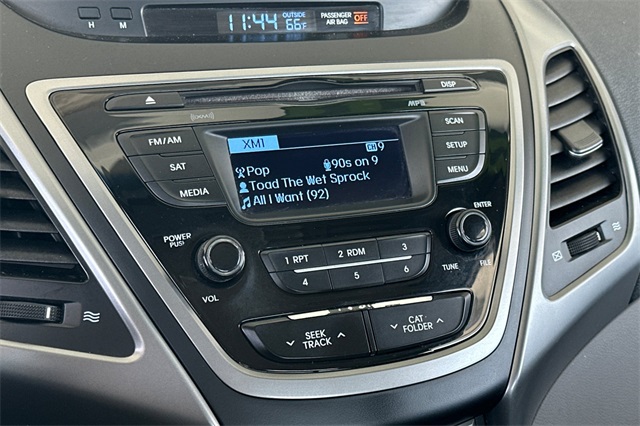 H M
11:44 OUTSIDE 66°F PASSENGER AIR BAG OFF
DISP
((XM))
MP3
FM/AM
SAT
MEDIA
SCAN
SETUP
MENU
XM1 CH 9
Pop 90s on 9
Toad The Wet Sprock
All I Want (92)
POWER
PUSH
VOL
ENTER
TUNE FILE
1 RPT 2 RDM 3
4 5 6
SEEK
TRACK
CAT
FOLDER